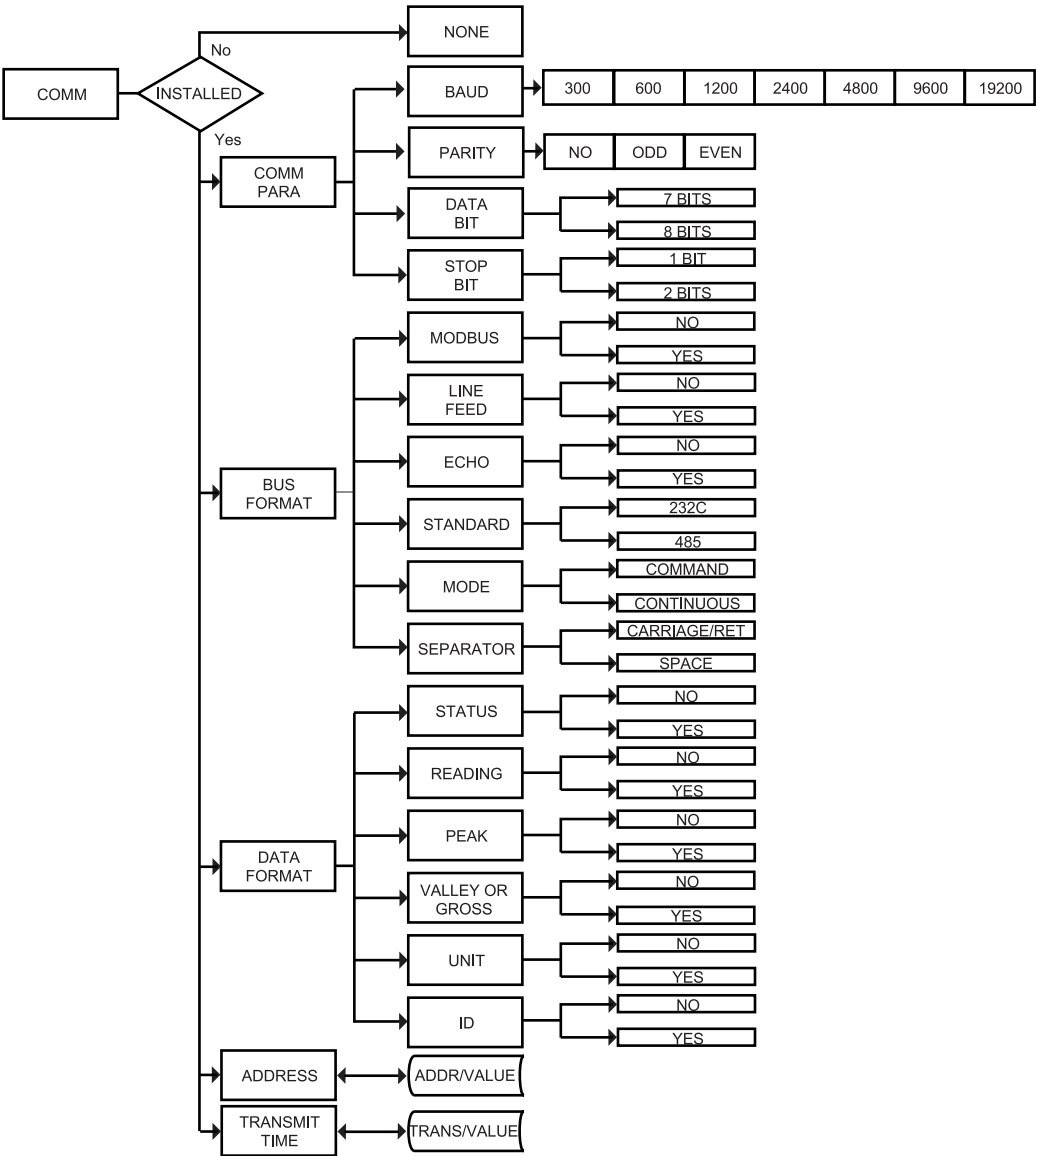 NONE
No
COMM
INSTALLED
BAUD
300 600 1200 2400 4800 9600 19200
Yes
PARITY
NO ODD EVEN
COMM
PARA
DATA
BIT
7 BITS
8 BITS
STOP
BIT
1 BIT
2 BITS
MODBUS
NO
YES
LINE
FEED
NO
YES
BUS
FORMAT
ECHO
NO
YES
STANDARD
232C
485
MODE
COMMAND
CONTINUOUS
SEPARATOR
CARRIAGE/RET
SPACE
STATUS
NO
YES
READING
NO
YES
DATA
FORMAT
PEAK
NO
YES
VALLEY OR
GROSS
NO
YES
UNIT
NO
YES
ID
NO
YES
ADDRESS
ADDR/VALUE
TRANSMIT
TIME
TRANS/VALUE